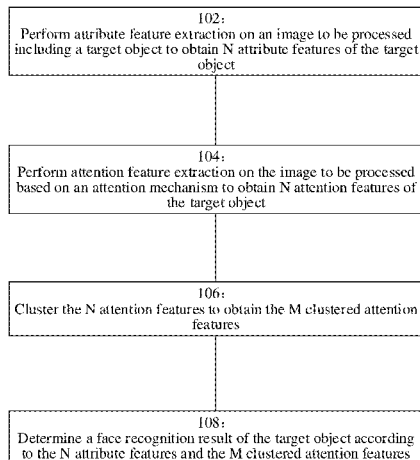 102:
Perform attribute feature extraction on an image to be processed
including a target object to obtain N attribute features of the target
object
104:
Perform attention feature extraction on the image to be processed
based on an attention mechanism to obtain N attention features of
the target object
106:
Cluster the N attention features to obtain the M clustered attention
features
108:
Determine a face recognition result of the target object according
to the N attribute features and the M clustered attention features